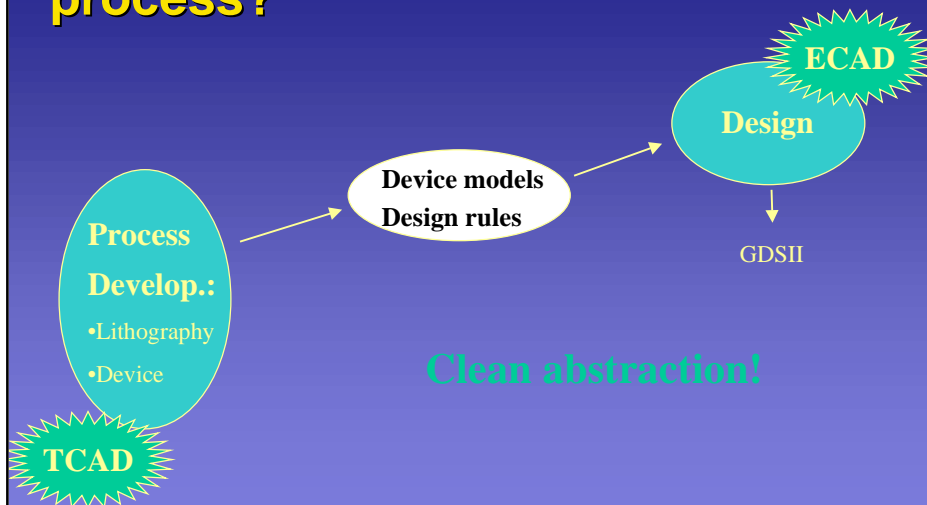 process?
ECAD
Design
Device models
Design rules
GDSII
Process
Develop.:
•Lithography
•Device
Clean abstraction!
TCAD